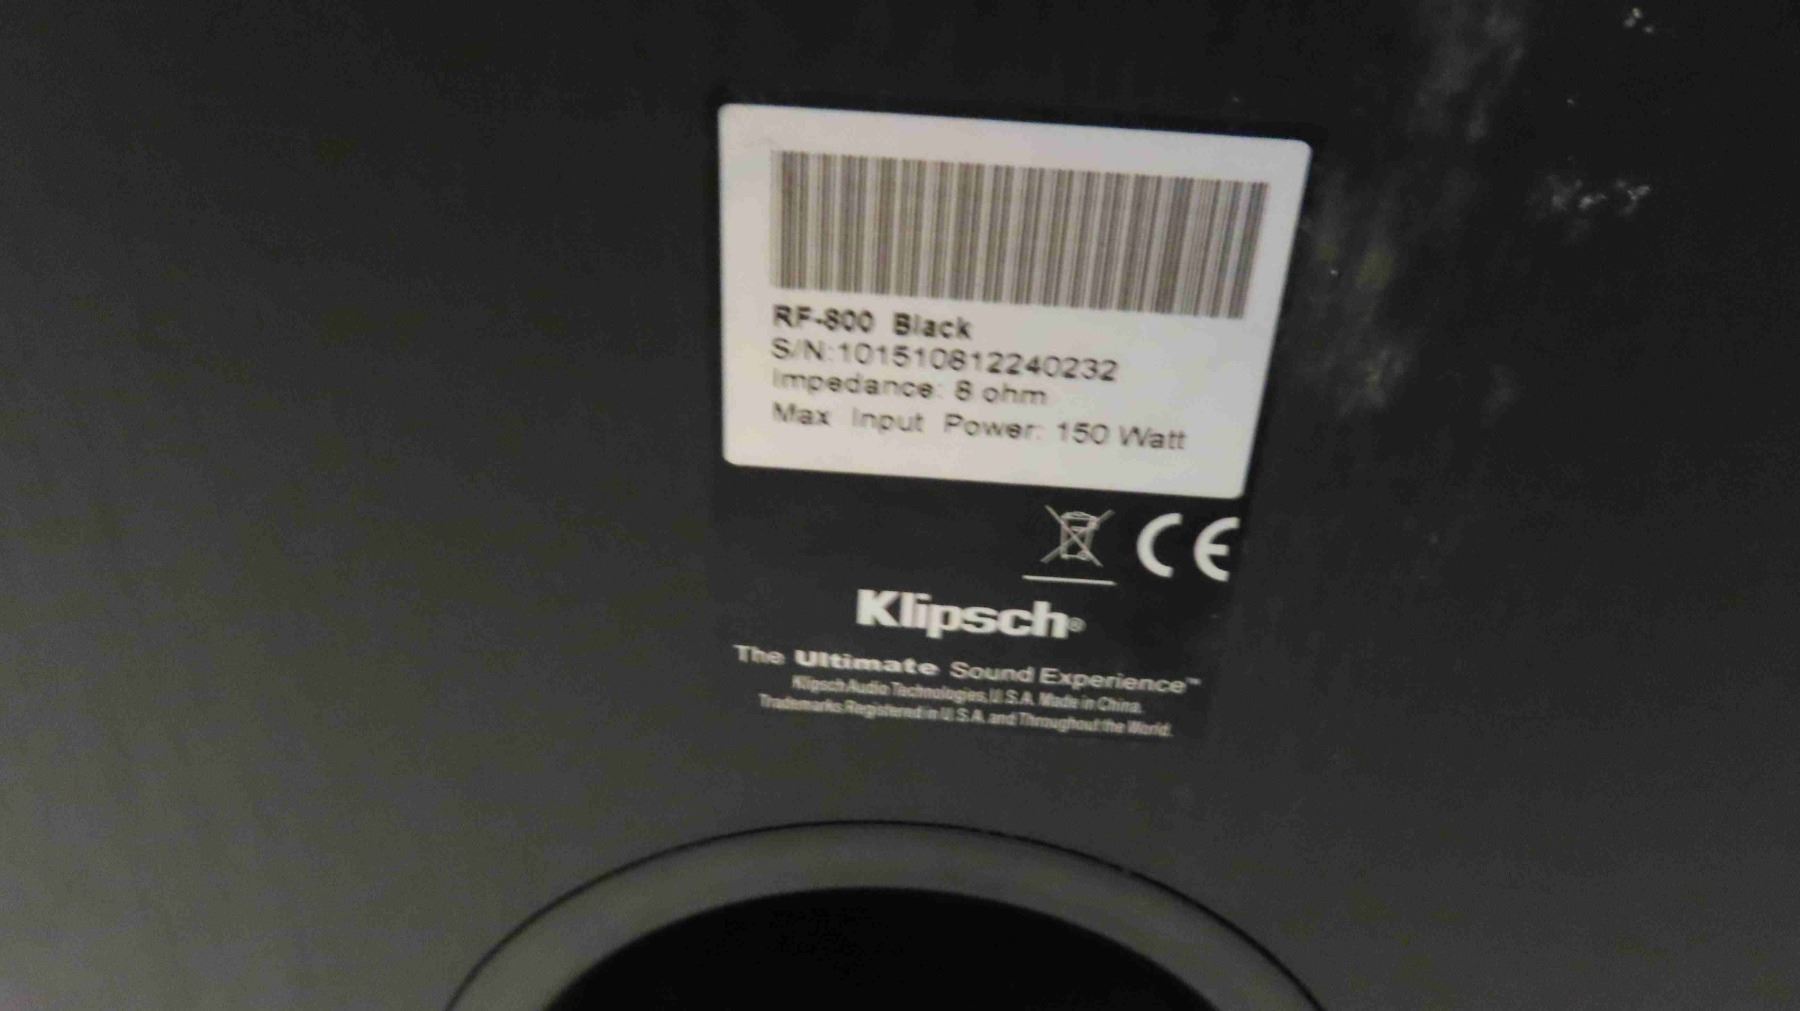 RF-800 Black
S/N:101510812240232
Impedance: 8 ohm
Max Input Power: 150 Watt
CE
Klipsch®
The Ultimate Sound Experience™
Klipsch Audio Technologies, U.S.A. Made in China.
Trademarks Registered in U.S.A. and Throughout the World.